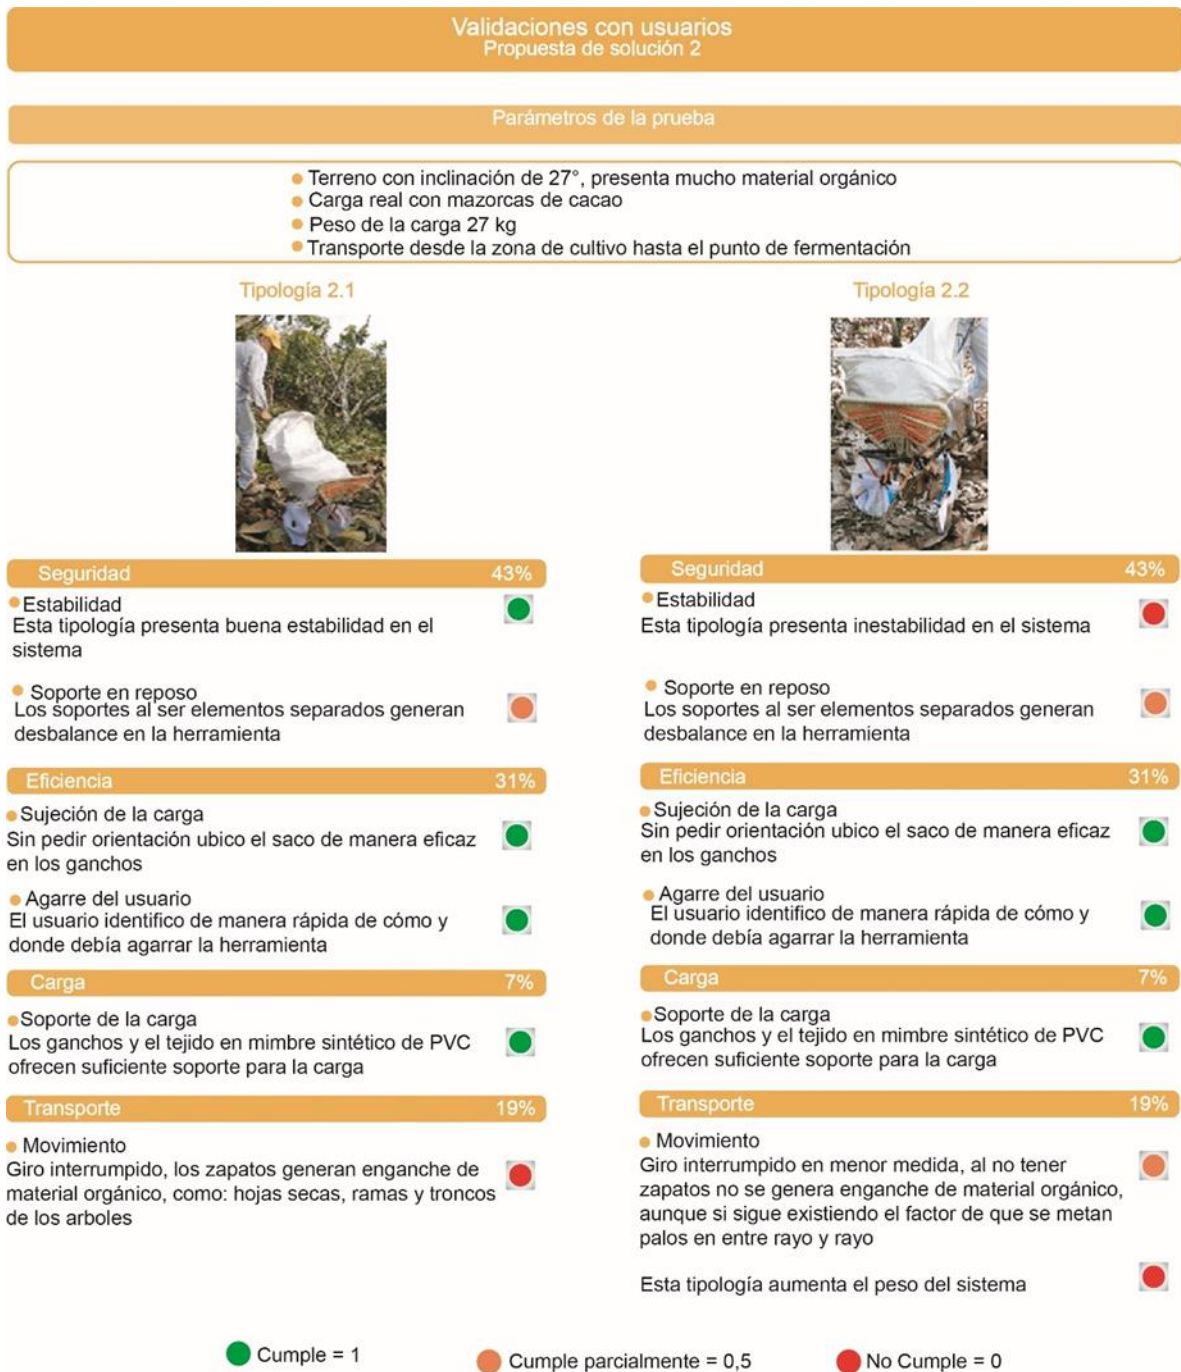 Validaciones con usuarios
Propuesta de solución 2
Parámetros de la prueba
Terreno con inclinación de 27°, presenta mucho material orgánico
Carga real con mazorcas de cacao
Peso de la carga 27 kg
Transporte desde la zona de cultivo hasta el punto de fermentación
Tipología 2.1
Seguridad 43%
Estabilidad
Esta tipología presenta buena estabilidad en el
sistema
Soporte en reposo
Los soportes al ser elementos separados generan
desbalance en la herramienta
Eficiencia 31%
Sujeción de la carga
Sin pedir orientación ubico el saco de manera eficaz
en los ganchos
Agarre del usuario
El usuario identifico de manera rápida de cómo y
donde debía agarrar la herramienta
Carga 7%
Soporte de la carga
Los ganchos y el tejido en mimbre sintético de PVC
ofrecen suficiente soporte para la carga
Transporte 19%
Movimiento
Giro interrumpido, los zapatos generan enganche de
material orgánico, como: hojas secas, ramas y troncos
de los arboles
Tipología 2.2
Seguridad 43%
Estabilidad
Esta tipología presenta inestabilidad en el sistema
Soporte en reposo
Los soportes al ser elementos separados generan
desbalance en la herramienta
Eficiencia 31%
Sujeción de la carga
Sin pedir orientación ubico el saco de manera eficaz
en los ganchos
Agarre del usuario
El usuario identifico de manera rápida de cómo y
donde debía agarrar la herramienta
Carga 7%
Soporte de la carga
Los ganchos y el tejido en mimbre sintético de PVC
ofrecen suficiente soporte para la carga
Transporte 19%
Movimiento
Giro interrumpido en menor medida, al no tener
zapatos no se genera enganche de material orgánico,
aunque si sigue existiendo el factor de que se metan
palos en entre rayo y rayo
Esta tipología aumenta el peso del sistema
Cumple = 1
Cumple parcialmente = 0,5
No Cumple = 0